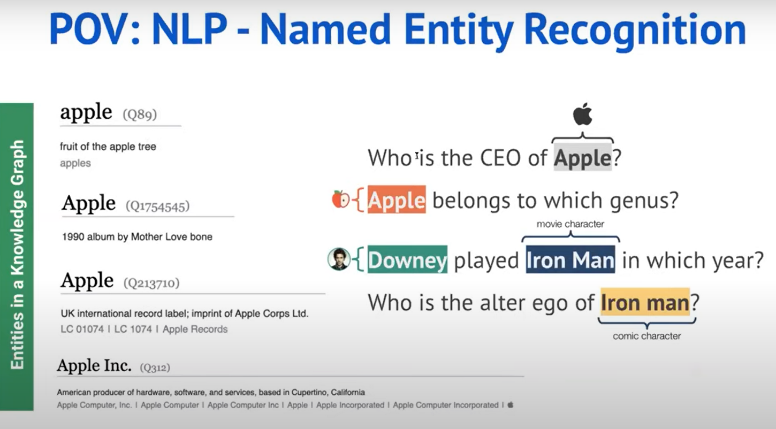 POV: NLP - Named Entity Recognition
Entities in a Knowledge Graph
apple (Q89)
fruit of the apple tree
apples
Apple (Q1754545)
1990 album by Mother Love bone
Apple (Q213710)
UK international record label; imprint of Apple Corps Ltd.
LC 01074 | LC 1074 | Apple Records
Apple Inc. (Q312)
American producer of hardware, software, and services, based in Cupertino, California
Apple Computer, Inc. | Apple Computer | Apple Computer Inc | Apple | Apple Incorporated | Apple Computer Incorporated |
Who is the CEO of Apple?
Apple belongs to which genus?
movie character
Downey played Iron Man in which year?
Who is the alter ego of Iron man?
comic character